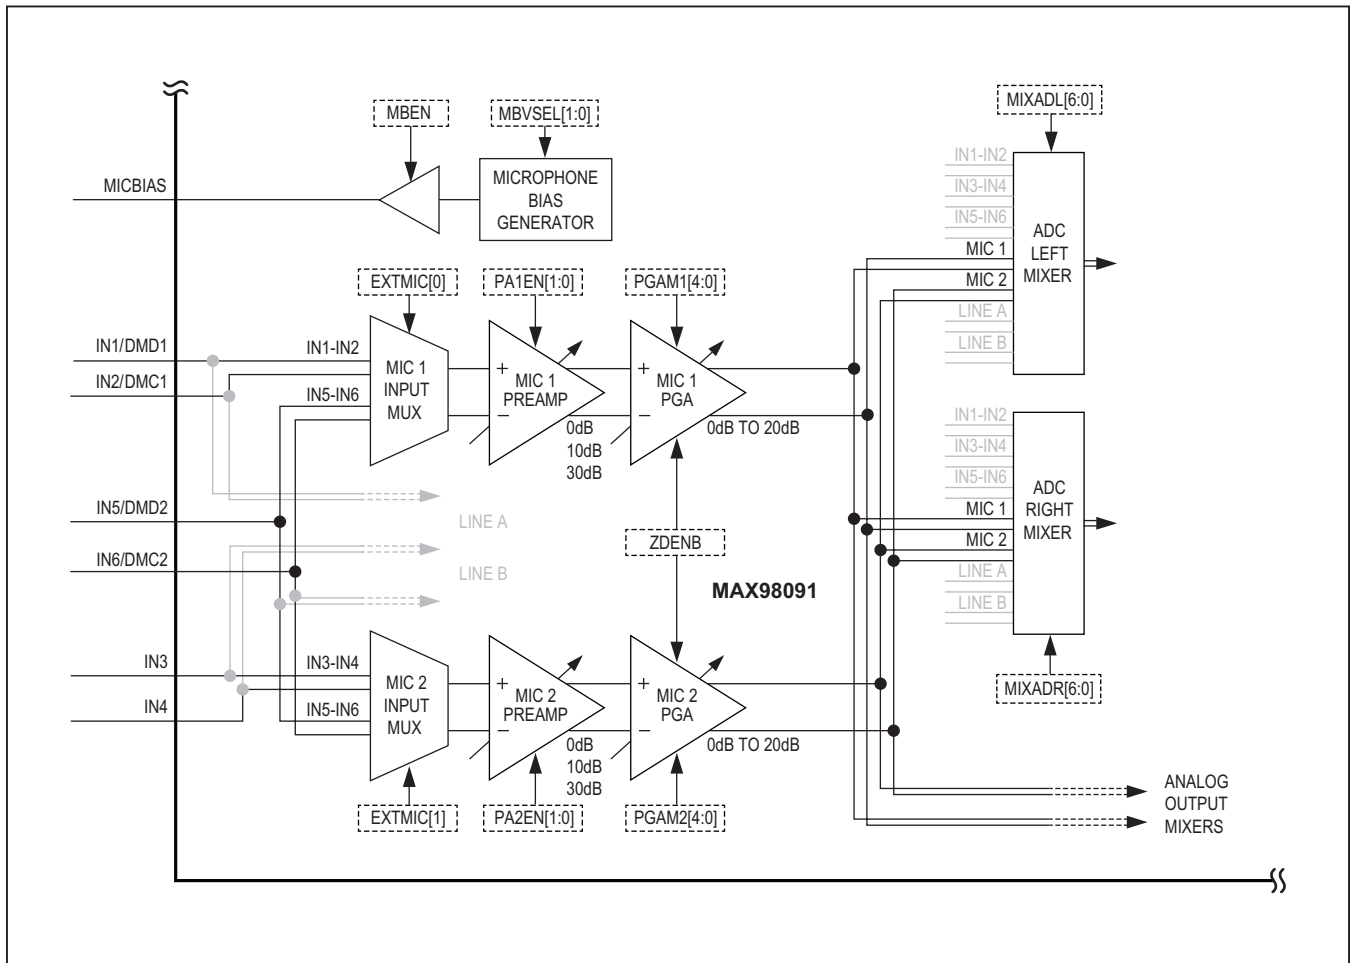 MBEN
MBVSEL[1:0]
MIXADL[6:0]
MICBIAS
MICROPHONE
BIAS
GENERATOR
IN1-IN2
IN3-IN4
IN5-IN6
MIC 1
MIC 2
LINE A
LINE B
ADC
LEFT
MIXER
EXTMIC[0]
PA1EN[1:0]
PGAM1[4:0]
IN1/DMD1
IN2/DMC1
IN1-IN2
IN5-IN6
MIC 1
INPUT
MUX
+
MIC 1
PREAMP
−
0dB
10dB
30dB
+
MIC 1
PGA
−
0dB TO 20dB
IN1-IN2
IN3-IN4
IN5-IN6
MIC 1
MIC 2
LINE A
LINE B
ADC
RIGHT
MIXER
IN5/DMD2
IN6/DMC2
LINE A
LINE B
ZDENB
MAX98091
IN3
IN4
IN3-IN4
IN5-IN6
MIC 2
INPUT
MUX
+
MIC 2
PREAMP
−
0dB
10dB
30dB
+
MIC 2
PGA
−
0dB TO 20dB
MIXADR[6:0]
EXTMIC[1]
PA2EN[1:0]
PGAM2[4:0]
ANALOG
OUTPUT
MIXERS